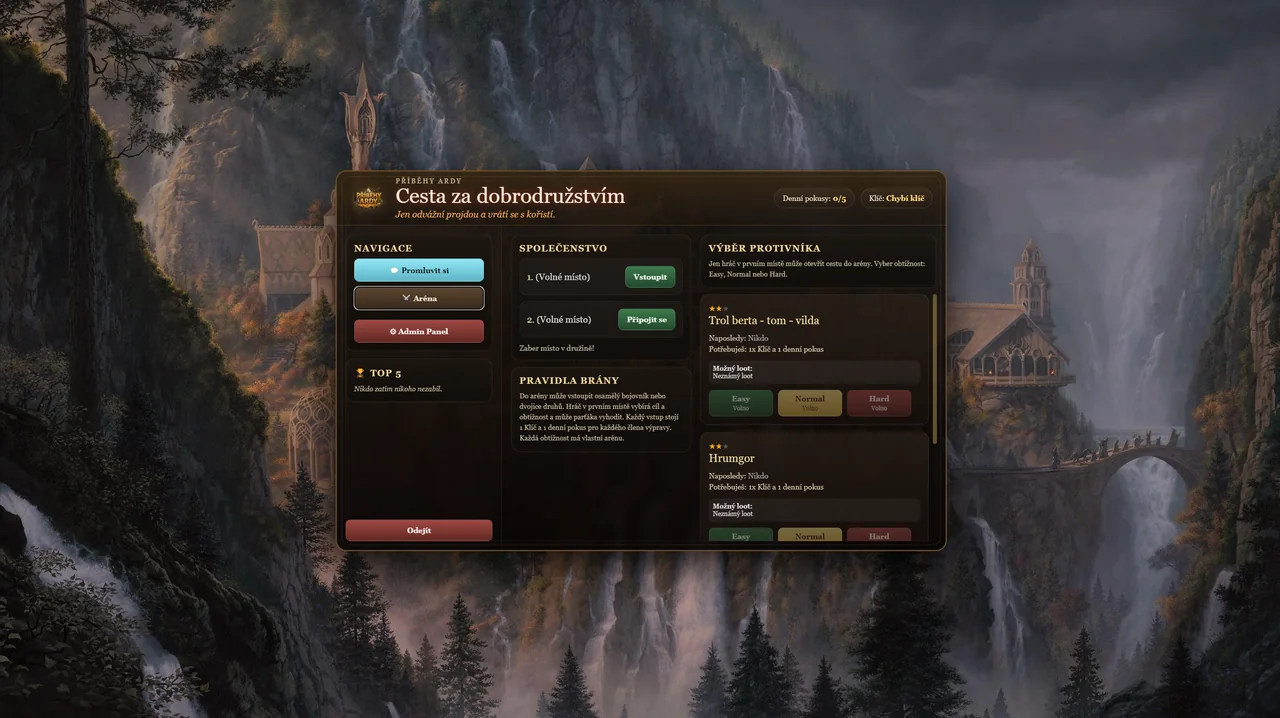 PŘÍBĚHY ARDY
PŘÍBĚHY
ARDY
Cesta za dobrodružstvím
Jen odvážní projdou a vrátí se s kořistí.
Denní pokusy: 0/5
Klíč: Chybí klíč
NAVIGACE
Promluvit si
Aréna
Admin Panel
TOP 5
Nikdo zatím nikoho nezabil.
Odejít
SPOLEČENSTVO
1. (Volné místo)
Vstoupit
2. (Volné místo)
Připojit se
Zaber místo v družině!
PRAVIDLA BRÁNY
Do arény může vstoupit osamělý bojovník nebo
dvojice druhů. Hráč v prvním místě vybírá cíl a
obtížnost a může parťáka vyhodit. Každý vstup stojí
1 Klíč a 1 denní pokus pro každého člena výpravy.
Každá obtížnost má vlastní arénu.
VÝBĚR PROTIVNÍKA
Jen hráč v prvním místě může otevřít cestu do arény. Vyber obtížnost:
Easy, Normal nebo Hard.
Trol berta - tom - vilda
Naposledy: Nikdo
Potřebuješ: 1x Klíč a 1 denní pokus
Možný loot:
Neznámý loot
Easy
Volno
Normal
Volno
Hard
Volno
Hrumgor
Naposledy: Nikdo
Potřebuješ: 1x Klíč a 1 denní pokus
Možný loot:
Neznámý loot
Easy
Normal
Hard